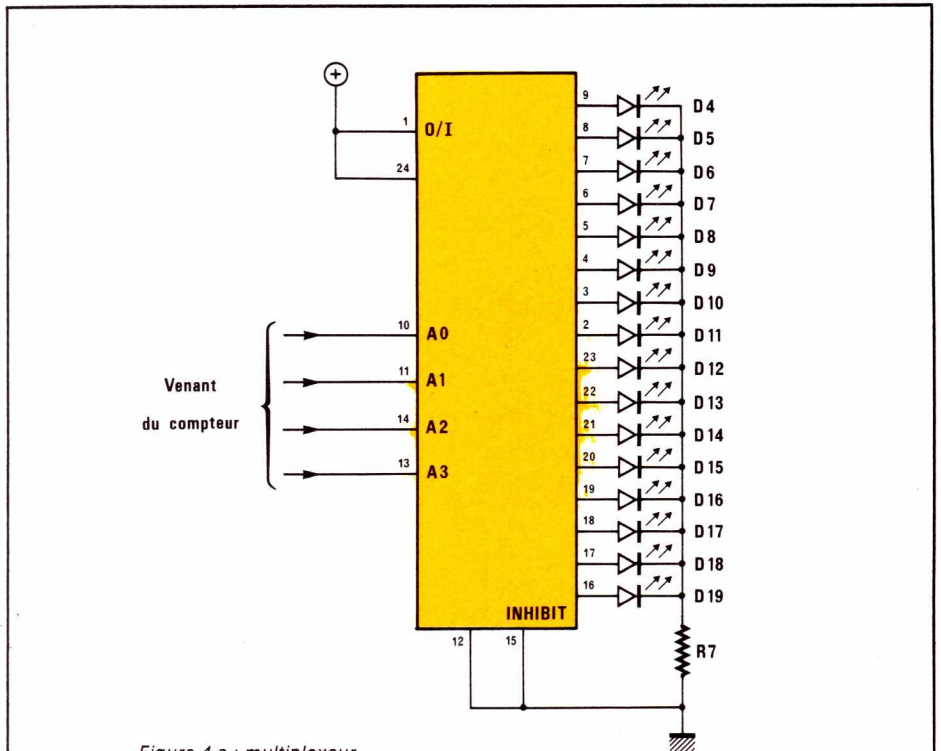 +
1 O/I
24
10 A0
11 A1
14 A2
13 A3
Venant
du compteur
9 D4
8 D5
7 D6
6 D7
5 D8
4 D9
3 D10
2 D11
23 D12
22 D13
21 D14
20 D15
19 D16
18 D17
17 D18
16 D19
INHIBIT
12 15
R7
Figure 4 a : multiplexeur